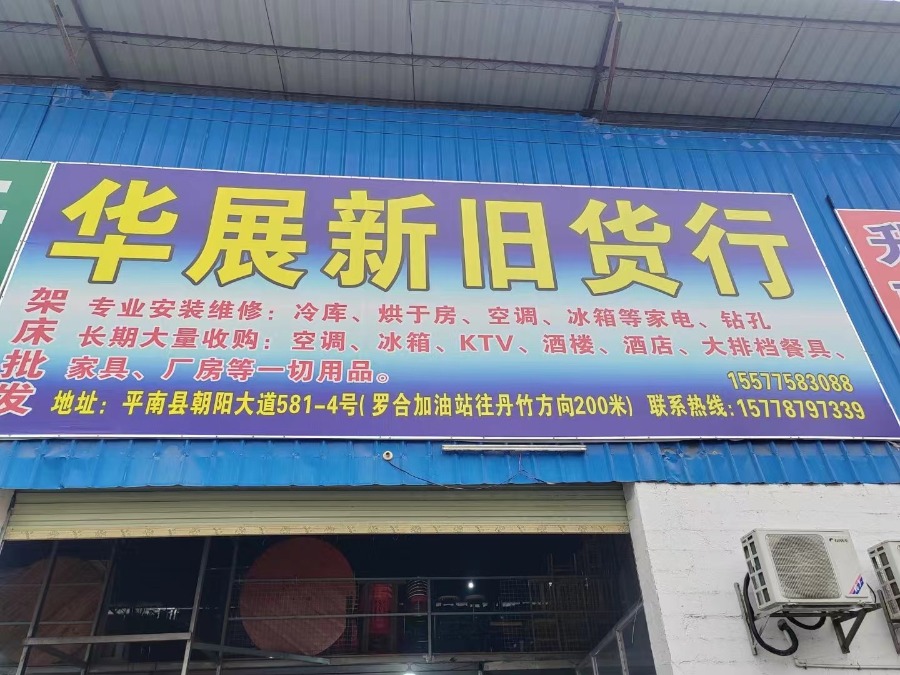 华展新旧货行
架床批发
专业安装维修：冷库、烘干房、空调、冰箱等家电、钻孔
长期大量收购：空调、冰箱、KTV、酒楼、酒店、大排档餐具、
家具、厂房等一切用品。
15577583088
地址：平南县朝阳大道581-4号(罗合加油站往丹竹方向200米) 联系热线:15778797339